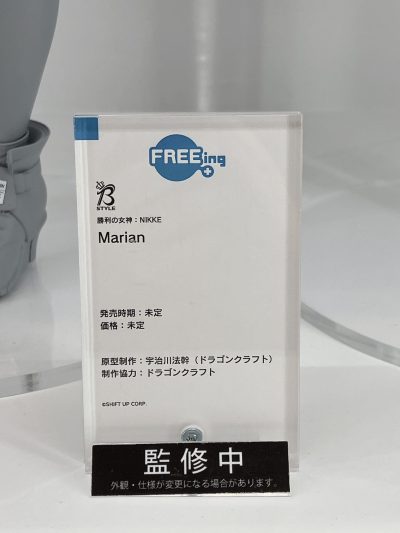 FREEing
B
STYLE
勝利の女神：NIKKE
Marian
発売時期：未定
価格：未定
原型制作：宇治川法幹（ドラゴンクラフト）
制作協力：ドラゴンクラフト
©SHIFT UP CORP.
監修中
外観・仕様が変更になる場合があります。